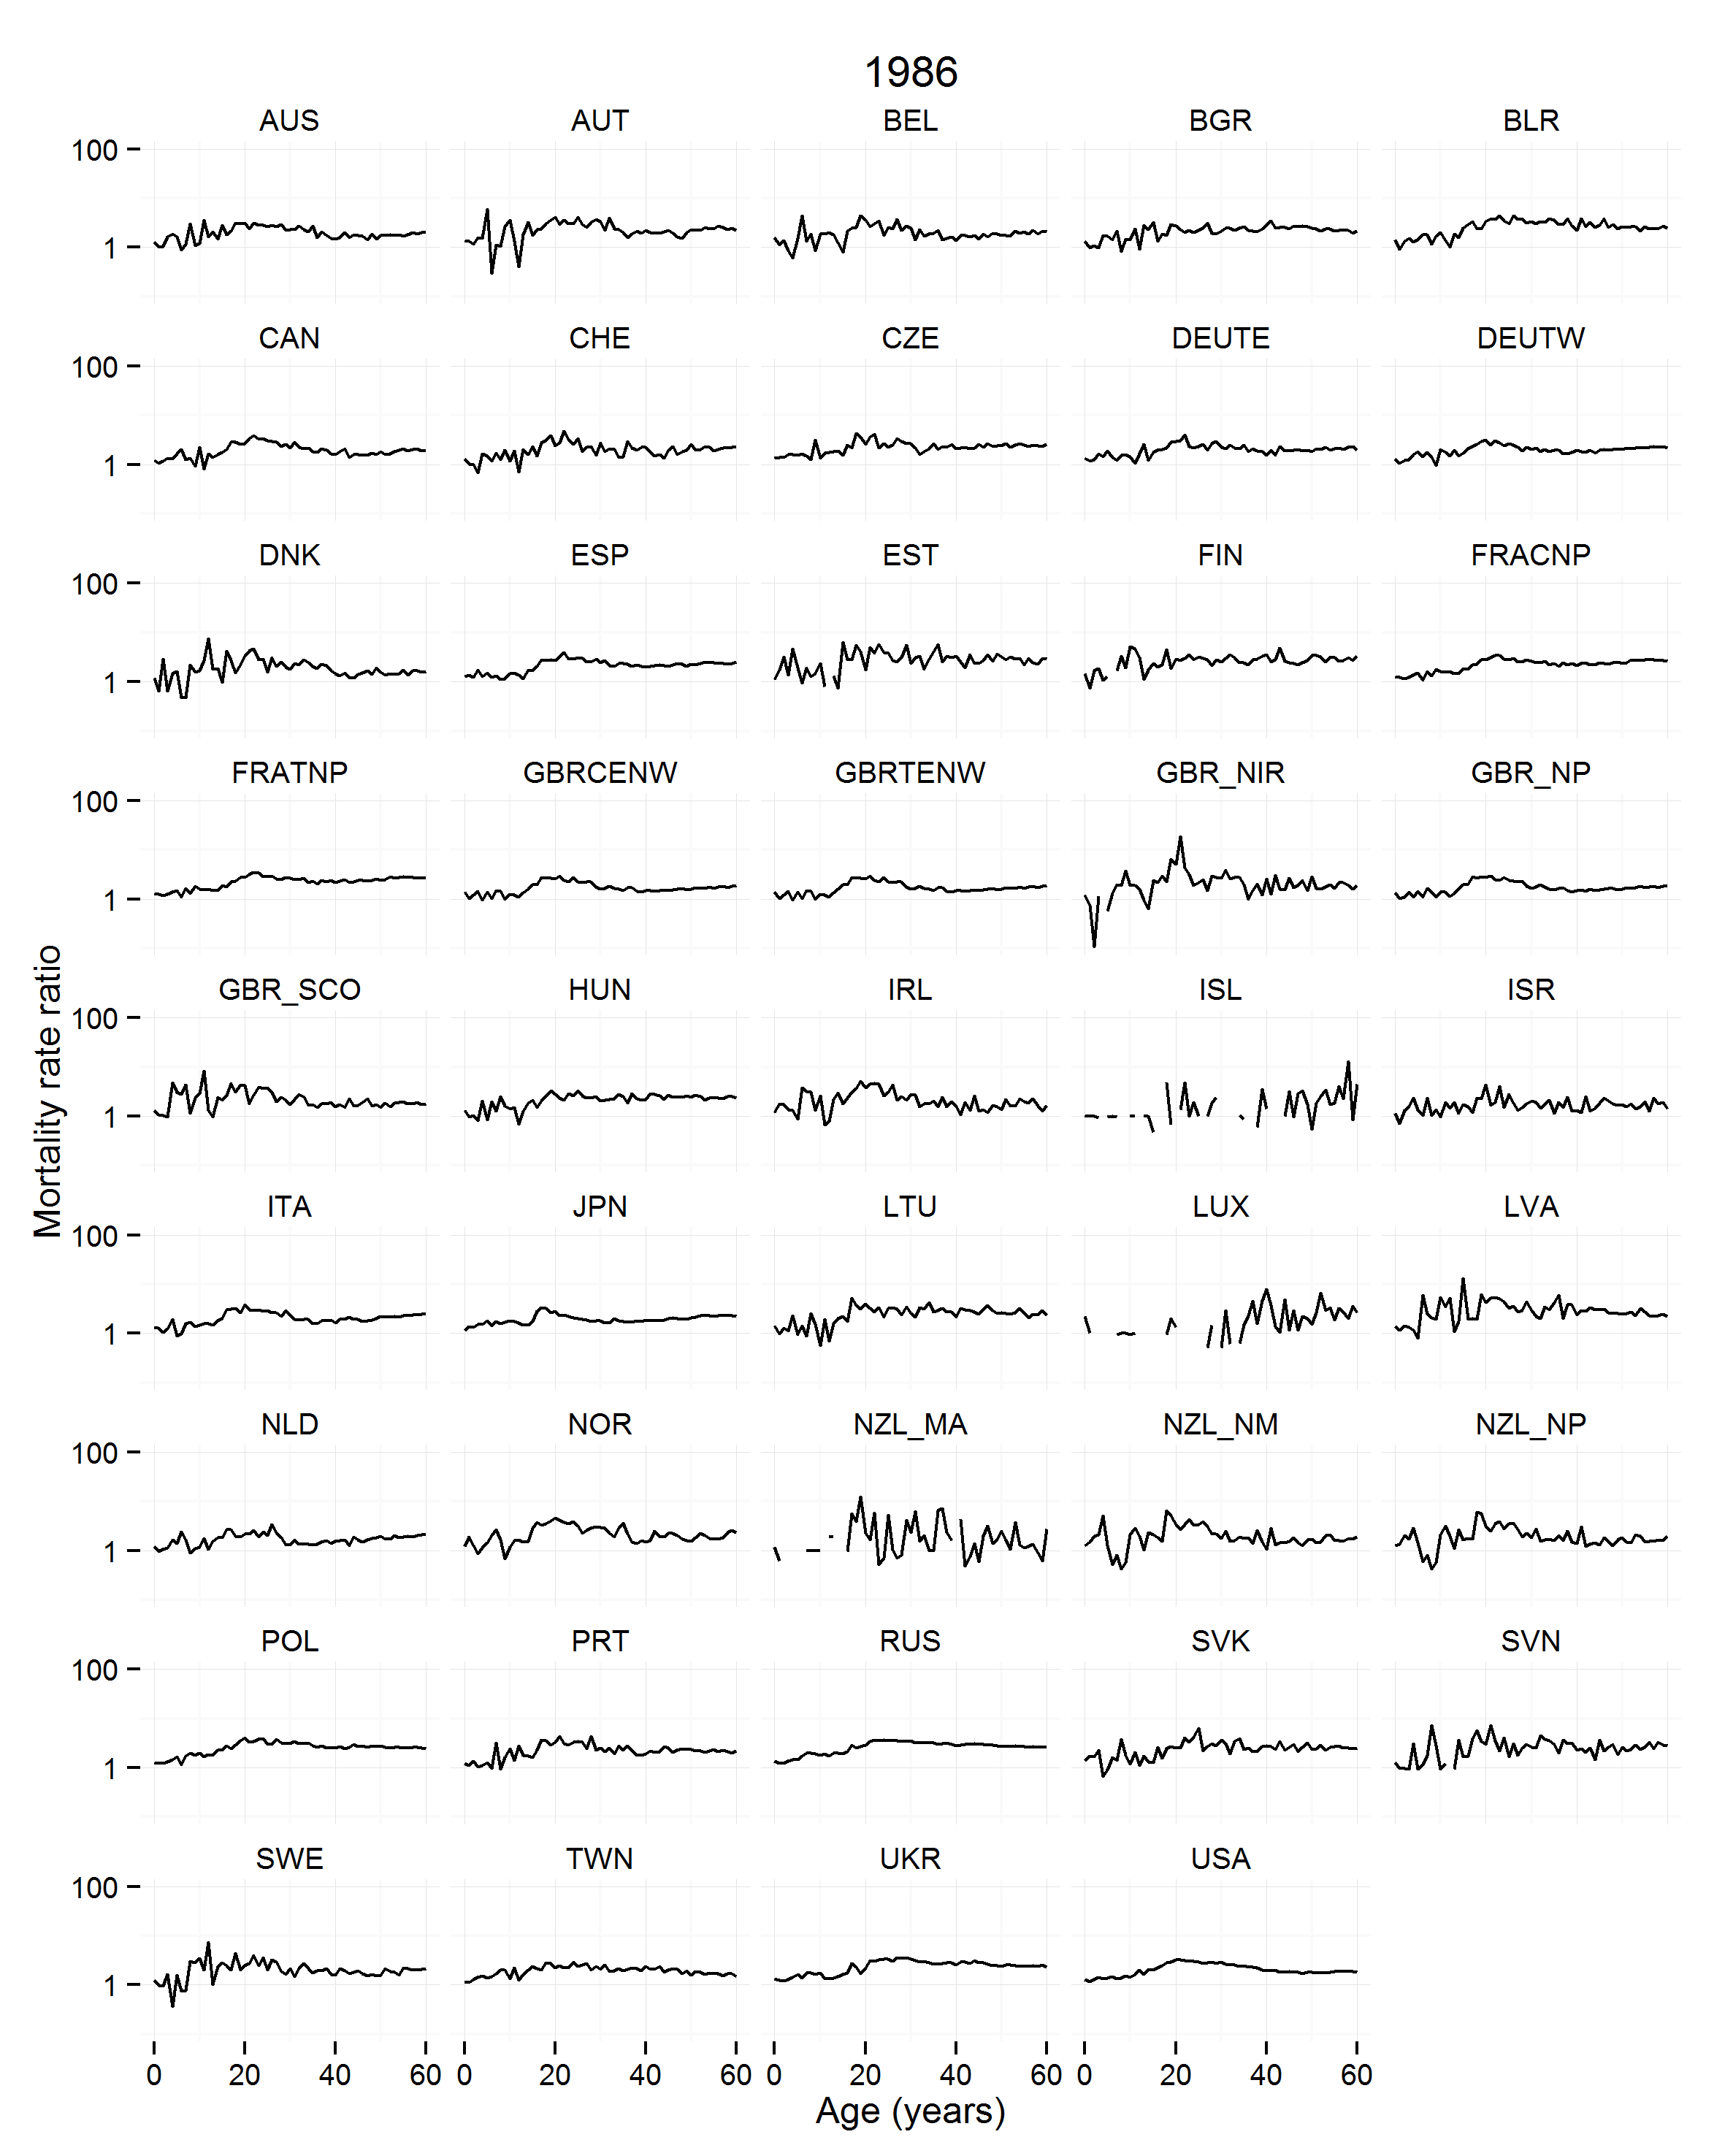 1986
AUS AUT BEL BGR BLR
100
1
CAN CHE CZE DEUTE DEUTW
100
1
DNK ESP EST FIN FRACNP
100
1
FRATNP GBRCENW GBRTENW GBR_NIR GBR_NP
100
1
GBR_SCO HUN IRL ISL ISR
100
1
ITA JPN LTU LUX LVA
100
1
NLD NOR NZL_MA NZL_NM NZL_NP
100
1
POL PRT RUS SVK SVN
100
1
SWE TWN UKR USA
100
1
0 20 40 60 0 20 40 60 0 20 40 60 0 20 40 60
Age (years)
Mortality rate ratio